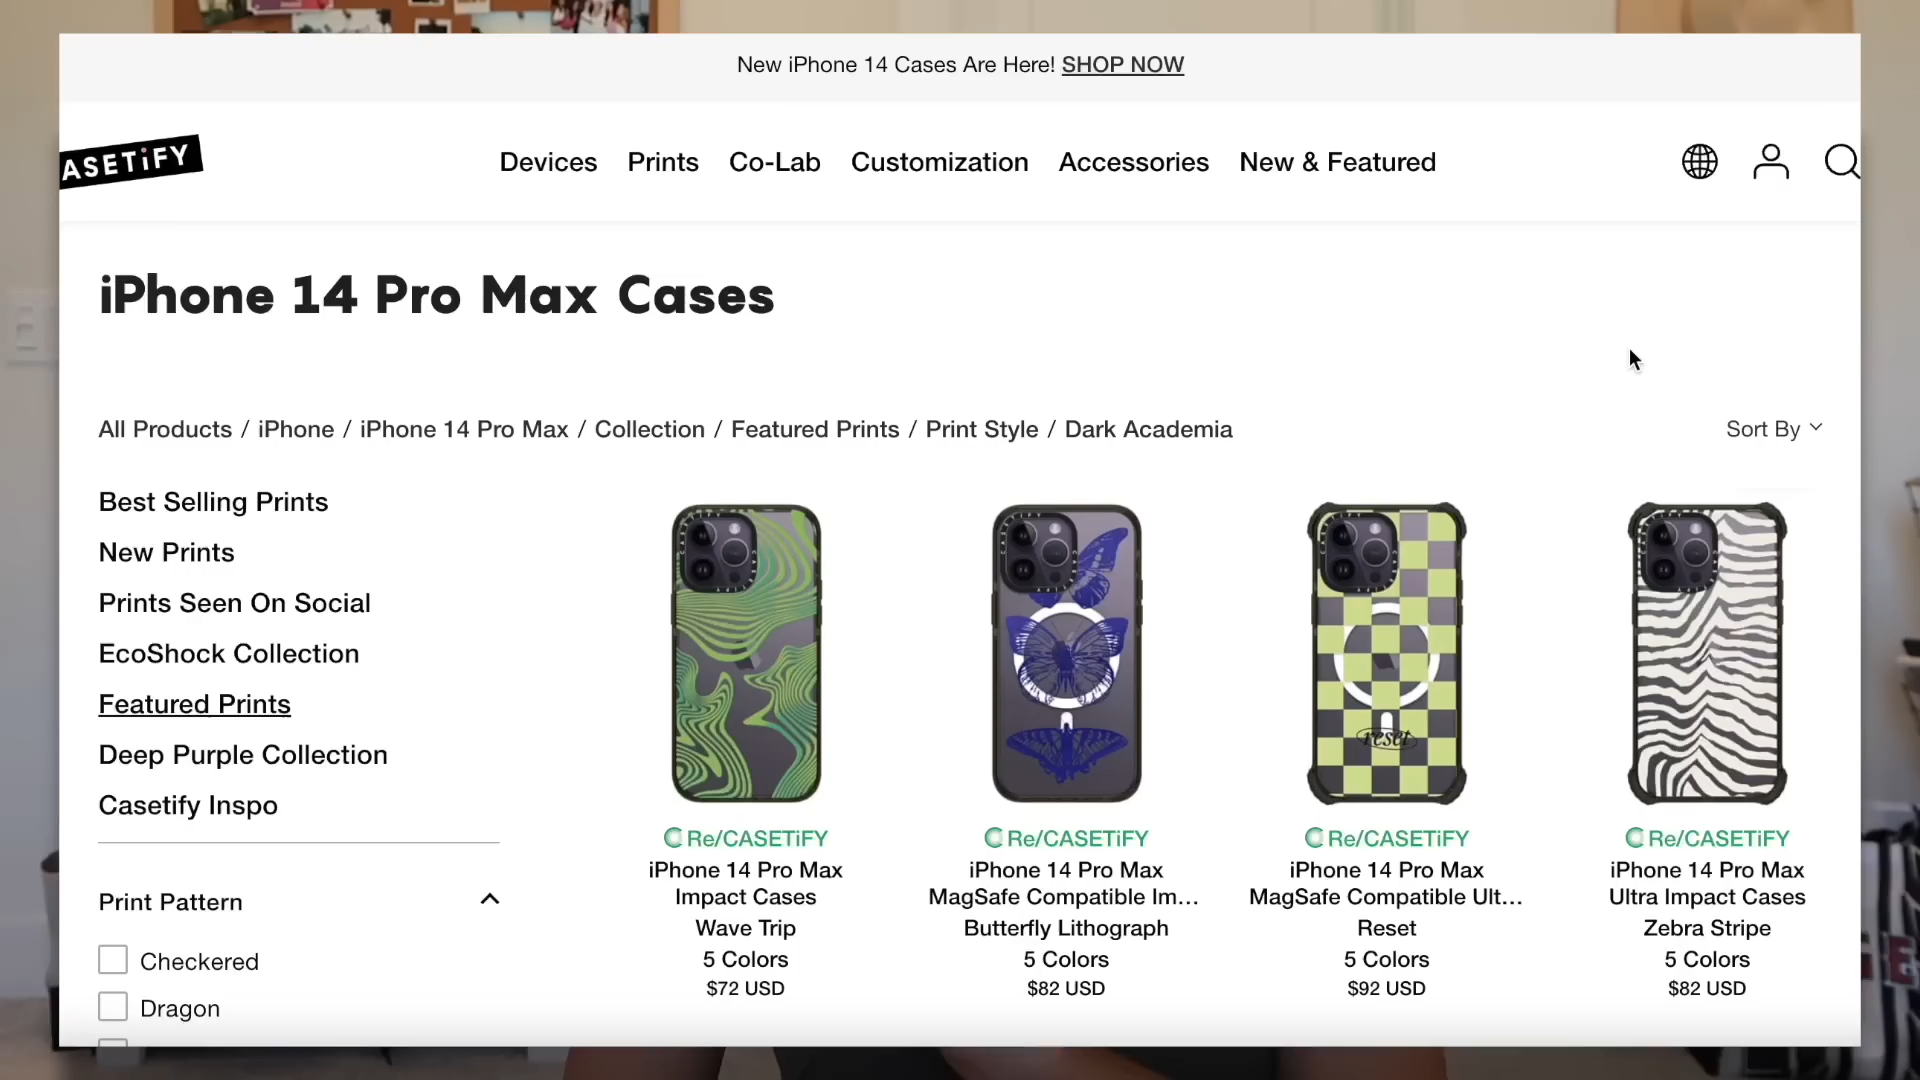 New iPhone 14 Cases Are Here! SHOP NOW
ASETiFY
Devices Prints Co-Lab Customization Accessories New & Featured
iPhone 14 Pro Max Cases
All Products / iPhone / iPhone 14 Pro Max / Collection / Featured Prints / Print Style / Dark Academia
Sort By
Best Selling Prints
New Prints
Prints Seen On Social
EcoShock Collection
Featured Prints
Deep Purple Collection
Casetify Inspo
Print Pattern
Checkered
Dragon
reset
Re/CASETiFY
iPhone 14 Pro Max
Impact Cases
Wave Trip
5 Colors
$72 USD
Re/CASETiFY
iPhone 14 Pro Max
MagSafe Compatible Im...
Butterfly Lithograph
5 Colors
$82 USD
Re/CASETiFY
iPhone 14 Pro Max
MagSafe Compatible Ult...
Reset
5 Colors
$92 USD
Re/CASETiFY
iPhone 14 Pro Max
Ultra Impact Cases
Zebra Stripe
5 Colors
$82 USD